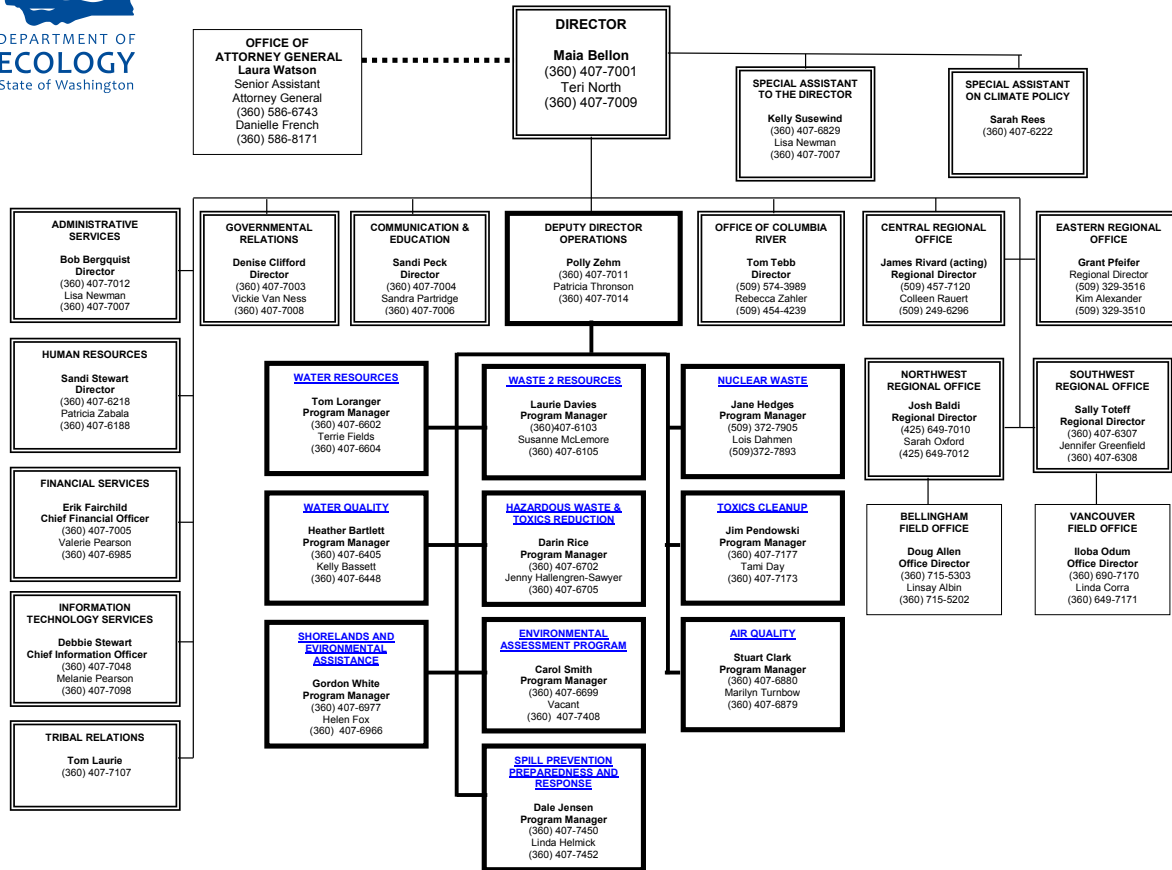 DEPARTMENT OF
ECOLOGY
State of Washington
OFFICE OF
ATTORNEY GENERAL
Laura Watson
Senior Assistant
Attorney General
(360) 586-6743
Danielle French
(360) 586-8171
DIRECTOR
Maia Bellon
(360) 407-7001
Teri North
(360) 407-7009
SPECIAL ASSISTANT
TO THE DIRECTOR
Kelly Susewind
(360) 407-6829
Lisa Newman
(360) 407-7007
SPECIAL ASSISTANT
ON CLIMATE POLICY
Sarah Rees
(360) 407-6222
ADMINISTRATIVE
SERVICES
Bob Bergquist
Director
(360) 407-7012
Lisa Newman
(360) 407-7007
GOVERNMENTAL
RELATIONS
Denise Clifford
Director
(360) 407-7003
Vickie Van Ness
(360) 407-7008
COMMUNICATION &
EDUCATION
Sandi Peck
Director
(360) 407-7004
Sandra Partridge
(360) 407-7006
DEPUTY DIRECTOR
OPERATIONS
Polly Zehm
(360) 407-7011
Patricia Thronson
(360) 407-7014
OFFICE OF COLUMBIA
RIVER
Tom Tebb
Director
(509) 574-3989
Rebecca Zahler
(509) 454-4239
CENTRAL REGIONAL
OFFICE
James Rivard (acting)
Regional Director
(509) 457-7120
Colleen Rauert
(509) 249-6296
EASTERN REGIONAL
OFFICE
Grant Pfeifer
Regional Director
(509) 329-3516
Kim Alexander
(509) 329-3510
HUMAN RESOURCES
Sandi Stewart
Director
(360) 407-6218
Patricia Zabala
(360) 407-6188
WATER RESOURCES
Tom Loranger
Program Manager
(360) 407-6602
Terrie Fields
(360) 407-6604
WASTE 2 RESOURCES
Laurie Davies
Program Manager
(360)407-6103
Susanne McLemore
(360) 407-6105
NUCLEAR WASTE
Jane Hedges
Program Manager
(509) 372-7905
Lois Dahmen
(509)372-7893
NORTHWEST
REGIONAL OFFICE
Josh Baldi
Regional Director
(425) 649-7010
Sarah Oxford
(425) 649-7012
SOUTHWEST
REGIONAL OFFICE
Sally Toteff
Regional Director
(360) 407-6307
Jennifer Greenfield
(360) 407-6308
FINANCIAL SERVICES
Erik Fairchild
Chief Financial Officer
(360) 407-7005
Valerie Pearson
(360) 407-6985
WATER QUALITY
Heather Bartlett
Program Manager
(360) 407-6405
Kelly Bassett
(360) 407-6448
HAZARDOUS WASTE &
TOXICS REDUCTION
Darin Rice
Program Manager
(360) 407-6702
Jenny Hallengren-Sawyer
(360) 407-6705
TOXICS CLEANUP
Jim Pendowski
Program Manager
(360) 407-7177
Tami Day
(360) 407-7173
BELLINGHAM
FIELD OFFICE
Doug Allen
Office Director
(360) 715-5303
Linsay Albin
(360) 715-5202
VANCOUVER
FIELD OFFICE
Iloba Odum
Office Director
(360) 690-7170
Linda Corra
(360) 649-7171
INFORMATION
TECHNOLOGY SERVICES
Debbie Stewart
Chief Information Officer
(360) 407-7048
Melanie Pearson
(360) 407-7098
SHORELANDS AND
EVIRONMENTAL
ASSISTANCE
Gordon White
Program Manager
(360) 407-6977
Helen Fox
(360) 407-6966
ENVIRONMENTAL
ASSESSMENT PROGRAM
Carol Smith
Program Manager
(360) 407-6699
Vacant
(360) 407-7408
AIR QUALITY
Stuart Clark
Program Manager
(360) 407-6880
Marilyn Turnbow
(360) 407-6879
TRIBAL RELATIONS
Tom Laurie
(360) 407-7107
SPILL PREVENTION
PREPAREDNESS AND
RESPONSE
Dale Jensen
Program Manager
(360) 407-7450
Linda Helmick
(360) 407-7452